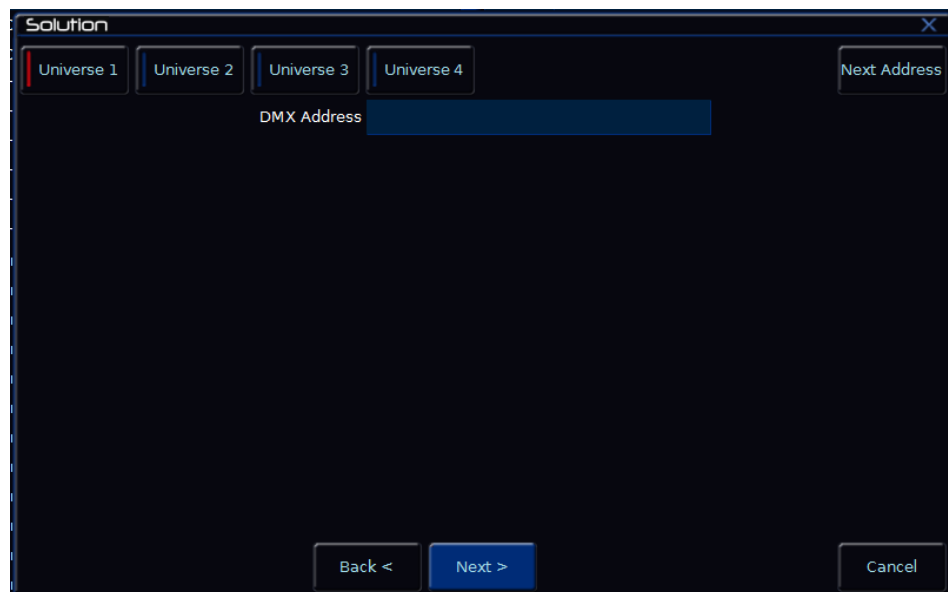 Solution
Universe 1 Universe 2 Universe 3 Universe 4 Next Address
DMX Address
Back < Next > Cancel